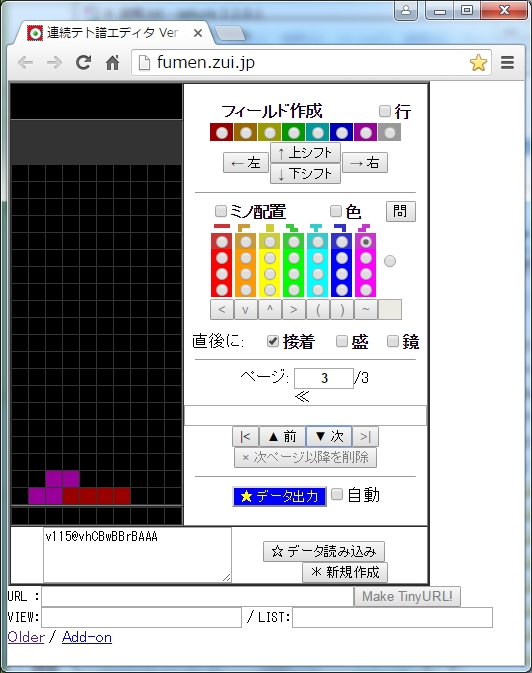 連続テト譜エディタ Ver
fumen.zui.jp
フィールド作成 行
← 左 ↑ 上シフト → 右
↓ 下シフト
ミノ配置 色 問
< v ^ > ( ) ~
直後に: 接着 盛 鏡
ページ: 3 /3
≪
|< ▲ 前 ▼ 次 >|
× 次ページ以降を削除
☆ データ出力 自動
v115@vhCBwBBrBAAA
☆ データ読み込み
＊ 新規作成
URL : Make TinyURL!
VIEW: / LIST:
Older / Add-on